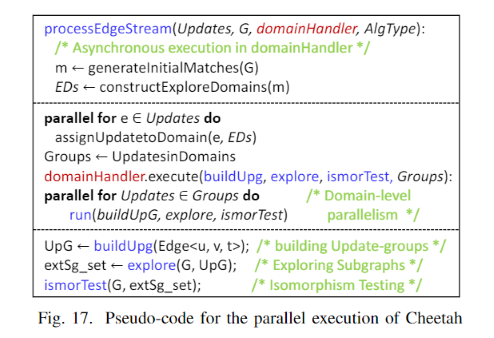 processEdgeStream(Updates, G, domainHandler, AlgType):
/* Asynchronous execution in domainHandler */
m ← generateInitialMatches(G)
EDs ← constructExploreDomains(m)
parallel for e ∈ Updates do
assignUpdatetoDomain(e, EDs)
Groups ← UpdatesinDomains
domainHandler.execute(buildUpg, explore, ismorTest, Groups):
parallel for Updates ∈ Groups do /* Domain-level
run(buildUpG, explore, ismorTest) parallelism */
UpG ← buildUpg(Edge<u, v, t>); /* building Update-groups */
extSg_set ← explore(G, UpG); /* Exploring Subgraphs */
ismorTest(G, extSg_set); /* Isomorphism Testing */
Fig. 17. Pseudo-code for the parallel execution of Cheetah